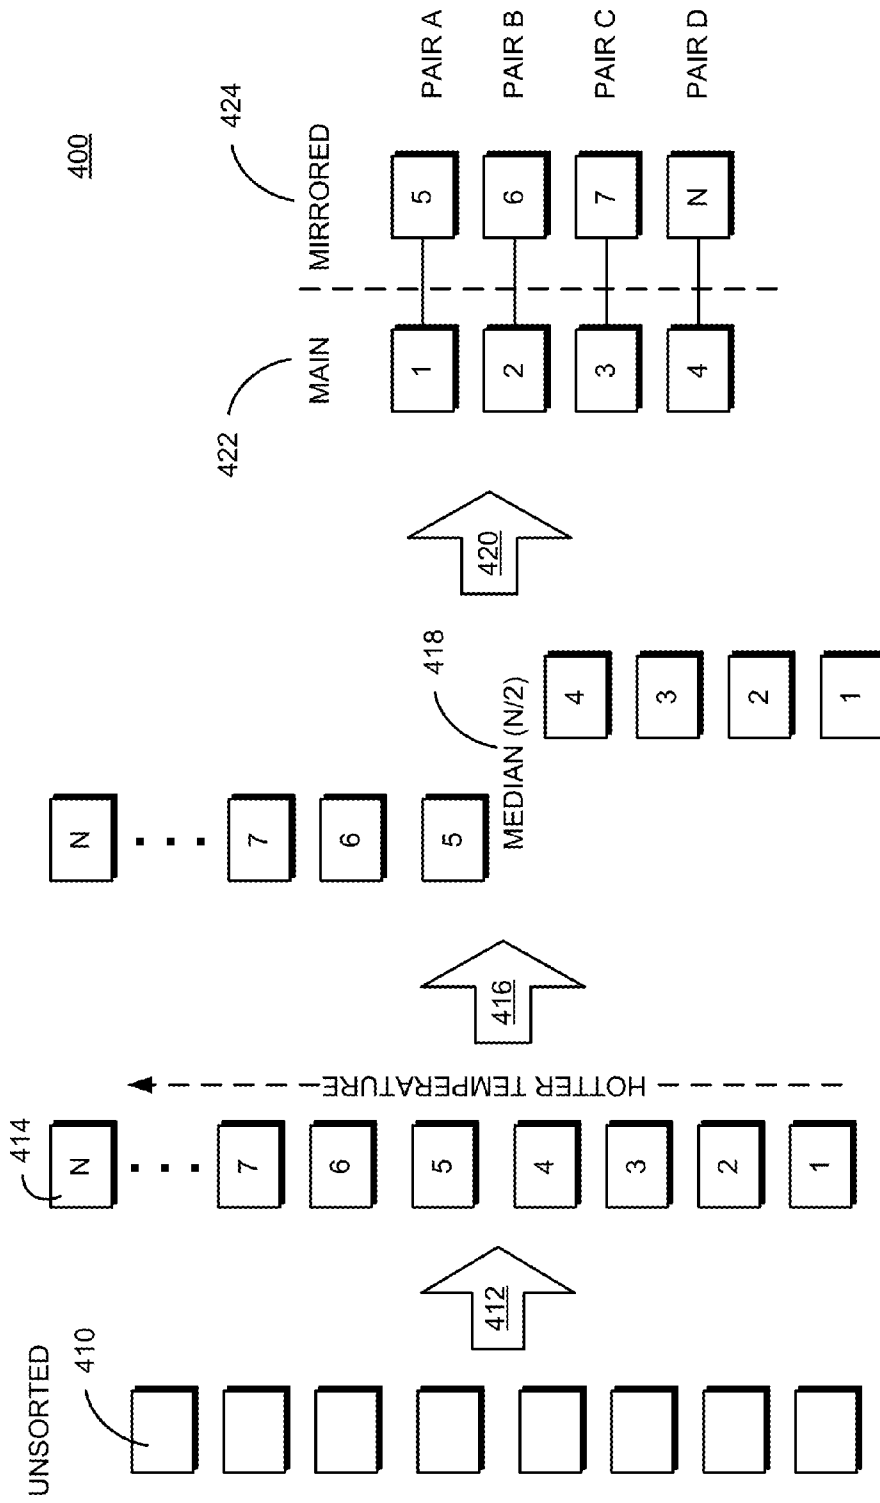 400
UNSORTED
410
412
414
N
7
6
5
4
3
2
1
HOTTER TEMPERATURE
416
N
7
6
5
MEDIAN (N/2)
418
4
3
2
1
420
422
424
MAIN
MIRRORED
1
5
PAIR A
2
6
PAIR B
3
7
PAIR C
4
N
PAIR D